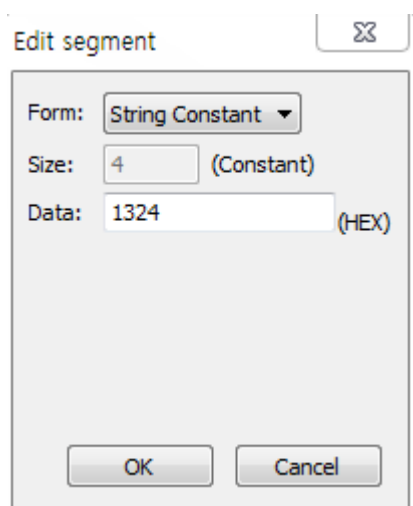 Edit segment
Form: String Constant
Size: 4 (Constant)
Data: 1324 (HEX)
OK Cancel